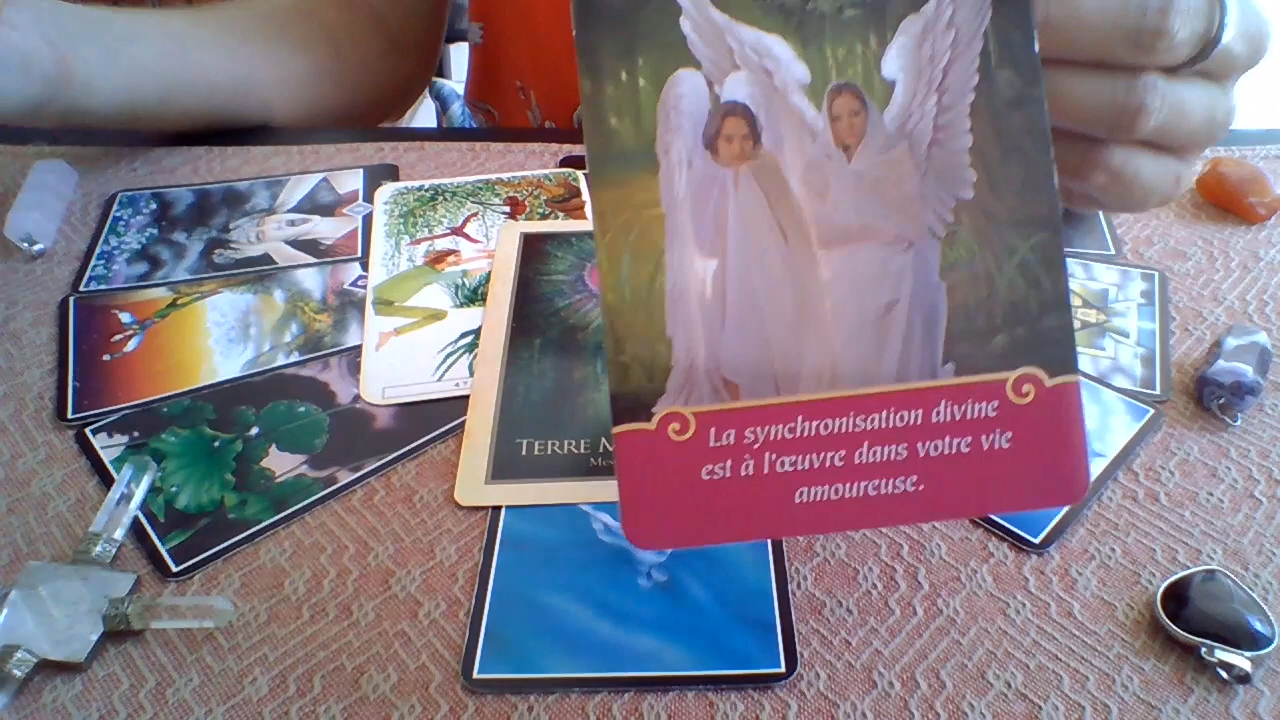 La synchronisation divine
est à l'œuvre dans votre vie
amoureuse.
TERRE